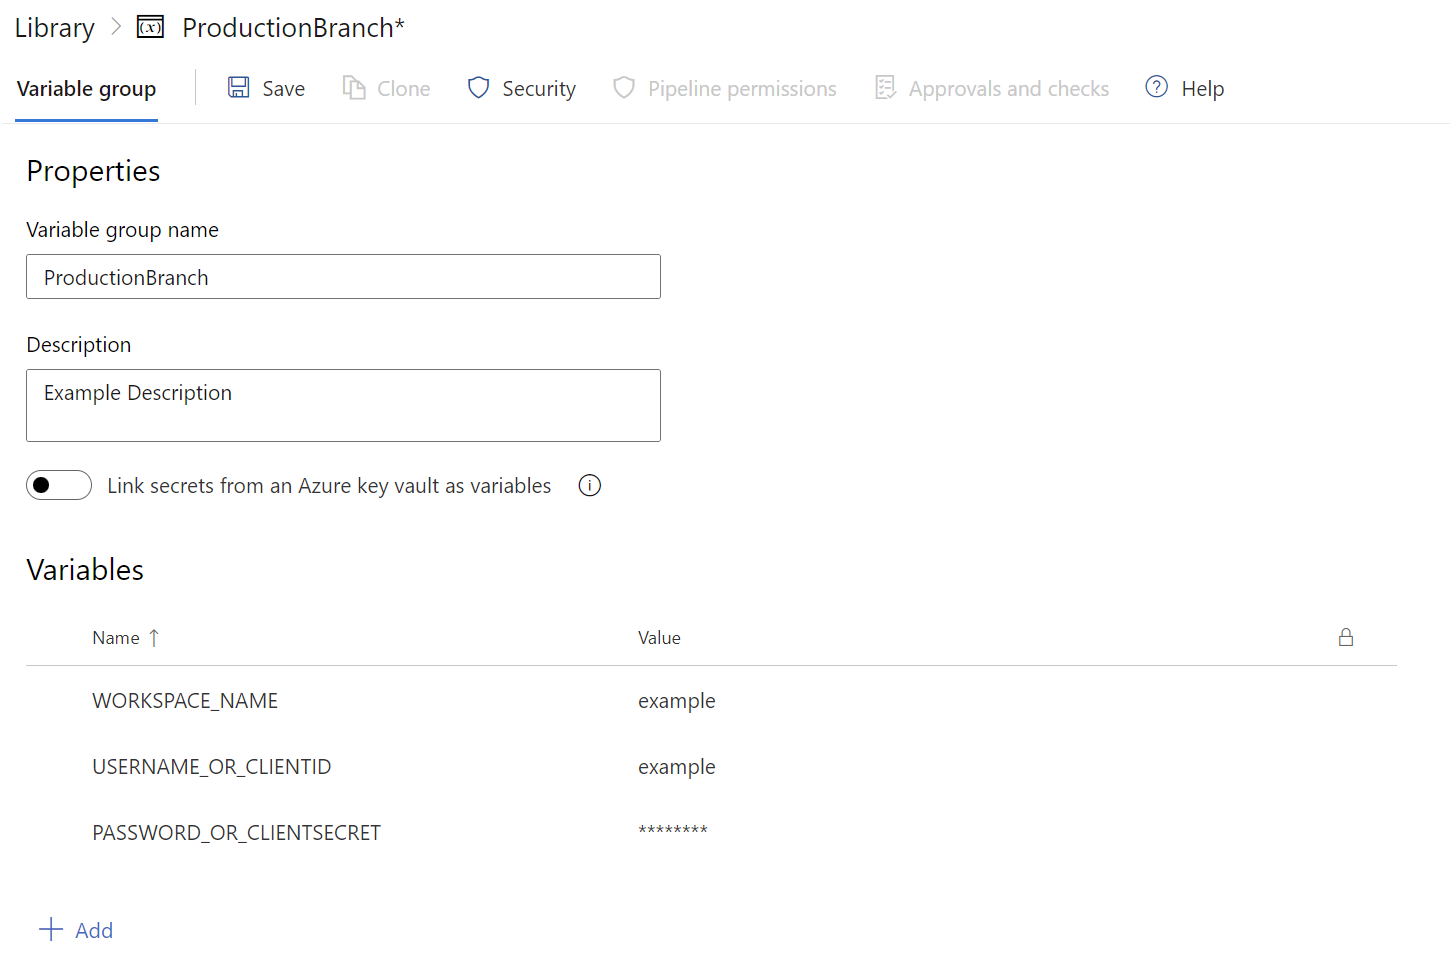 Library > (x) ProductionBranch*
Variable group Save Clone Security Pipeline permissions Approvals and checks ? Help
Properties
Variable group name
ProductionBranch
Description
Example Description
Link secrets from an Azure key vault as variables i
Variables
Name ↑ Value
WORKSPACE_NAME example
USERNAME_OR_CLIENTID example
PASSWORD_OR_CLIENTSECRET ********
+ Add